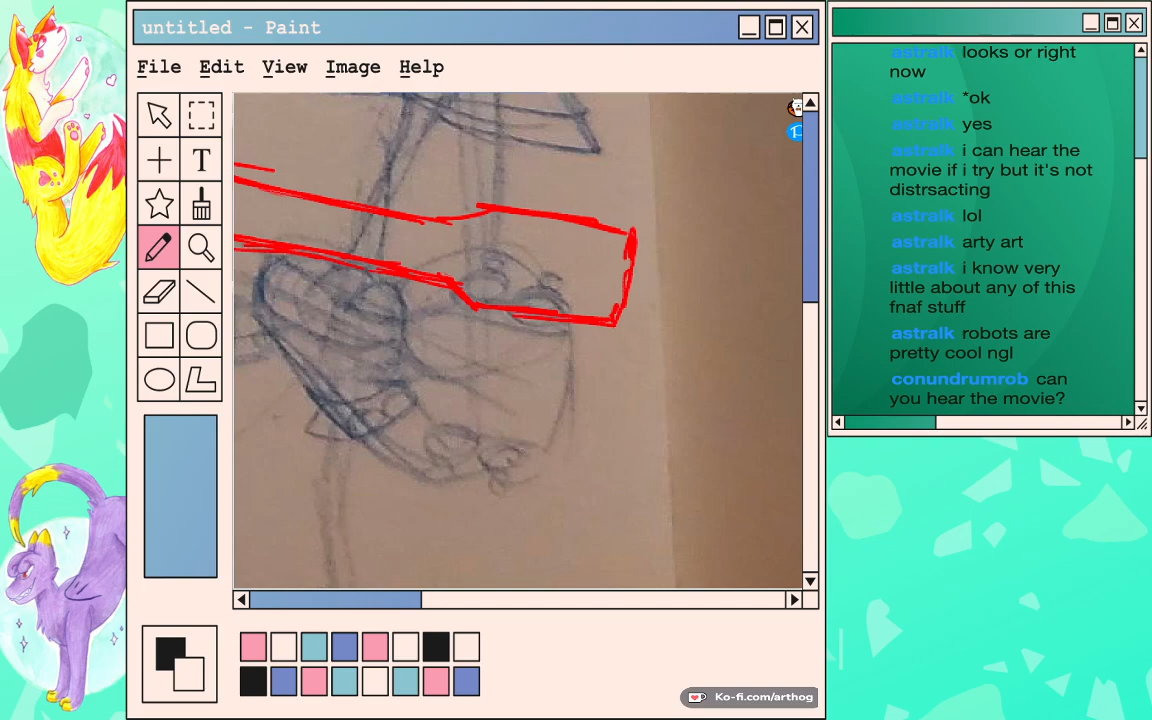 untitled - Paint
File Edit View Image Help
T
astralk looks or right
now
astralk *ok
astralk yes
astralk i can hear the
movie if i try but it's not
distrsacting
astralk lol
astralk arty art
astralk i know very
little about any of this
fnaf stuff
astralk robots are
pretty cool ngl
conundrumrob can
you hear the movie?
Ko-fi.com/arthog